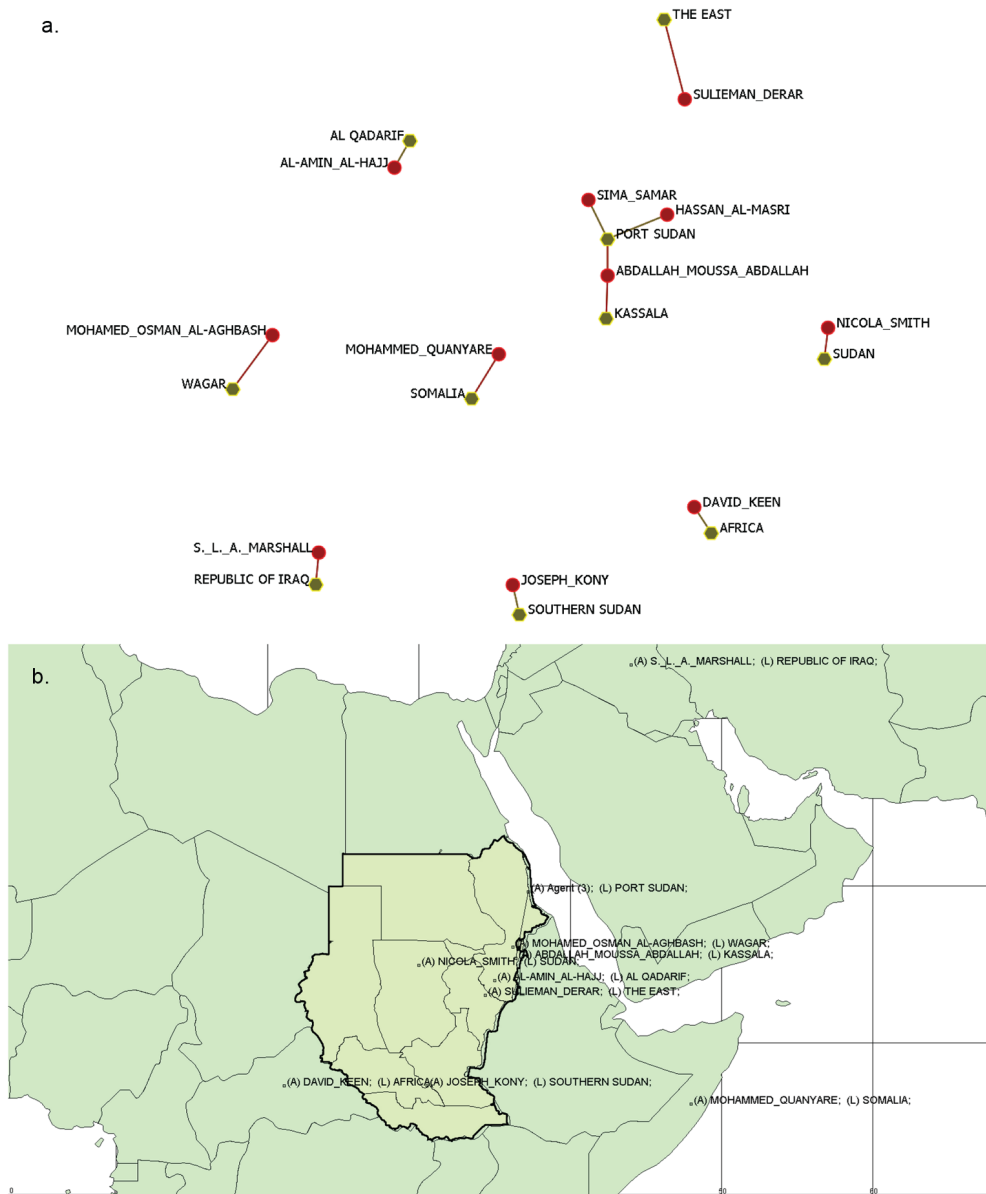 a.
THE EAST
SULIEMAN_DERAR
AL QADARIF
AL-AMIN_AL-HAJJ
SIMA_SAMAR
HASSAN_AL-MASRI
PORT SUDAN
ABDALLAH_MOUSSA_ABDALLAH
KASSALA
MOHAMED_OSMAN_AL-AGHBASH
NICOLA_SMITH
MOHAMMED_QUANYARE
SUDAN
WAGAR
SOMALIA
DAVID_KEEN
AFRICA
S._L._A._MARSHALL
REPUBLIC OF IRAQ
JOSEPH_KONY
SOUTHERN SUDAN
b.
(A) S._L._A._MARSHALL; (L) REPUBLIC OF IRAQ;
(A) Agent (3); (L) PORT SUDAN;
(A) MOHAMED_OSMAN_AL-AGHBASH; (L) WAGAR;
(A) ABDALLAH_MOUSSA_ABDALLAH; (L) KASSALA;
(A) NICOLA_SMITH; (L) SUDAN;
(A) AL-AMIN_AL-HAJJ; (L) AL QADARIF;
(A) SULIEMAN_DERAR; (L) THE EAST;
(A) DAVID_KEEN; (L) AFRICA(A) JOSEPH_KONY; (L) SOUTHERN SUDAN;
(A) MOHAMMED_QUANYARE; (L) SOMALIA;
0 50 60